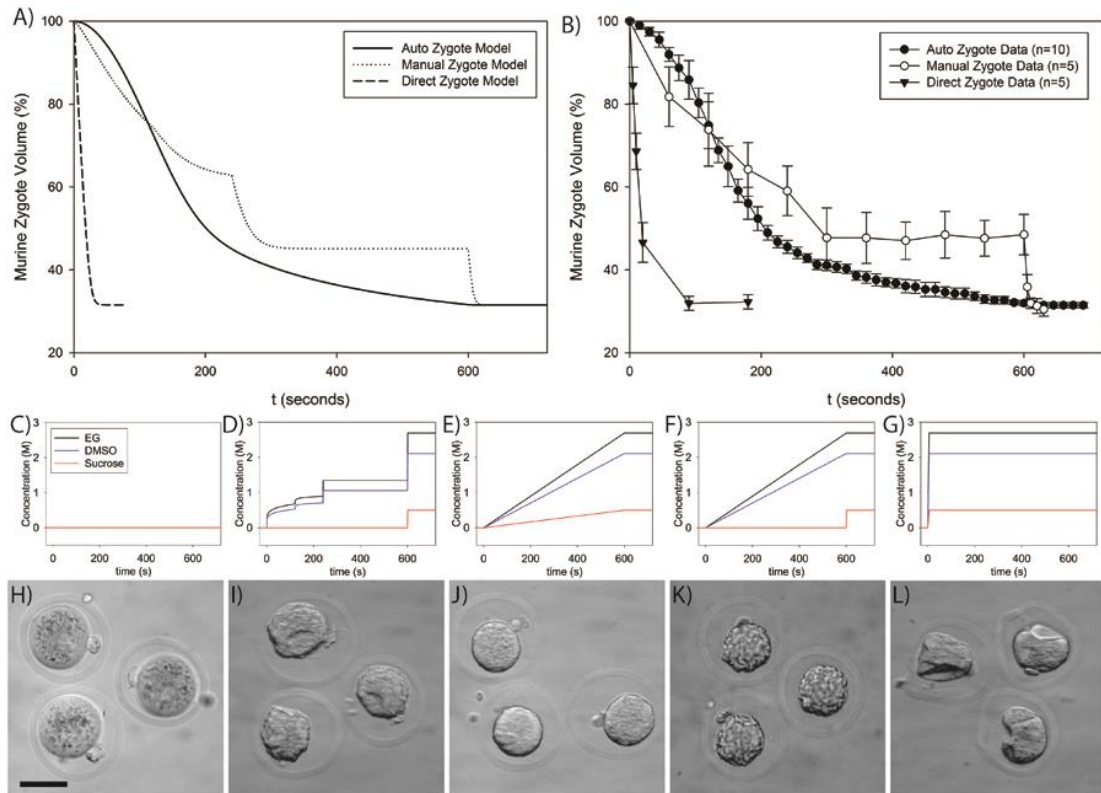 A)
100
80
60
40
20
Murine Zygote Volume (%)
Auto Zygote Model
Manual Zygote Model
Direct Zygote Model
0
200
400
600
t (seconds)
B)
100
80
60
40
20
Murine Zygote Volume (%)
Auto Zygote Data (n=10)
Manual Zygote Data (n=5)
Direct Zygote Data (n=5)
0
200
400
600
t (seconds)
C)
Concentration (M)
3
2
1
0
EG
DMSO
Sucrose
0 200 400 600
time (s)
D)
Concentration (M)
3
2
1
0
0 200 400 600
time (s)
E)
Concentration (M)
3
2
1
0
0 200 400 600
time (s)
F)
Concentration (M)
3
2
1
0
0 200 400 600
time (s)
G)
Concentration (M)
3
2
1
0
0 200 400 600
time (s)
H)
I)
J)
K)
L)